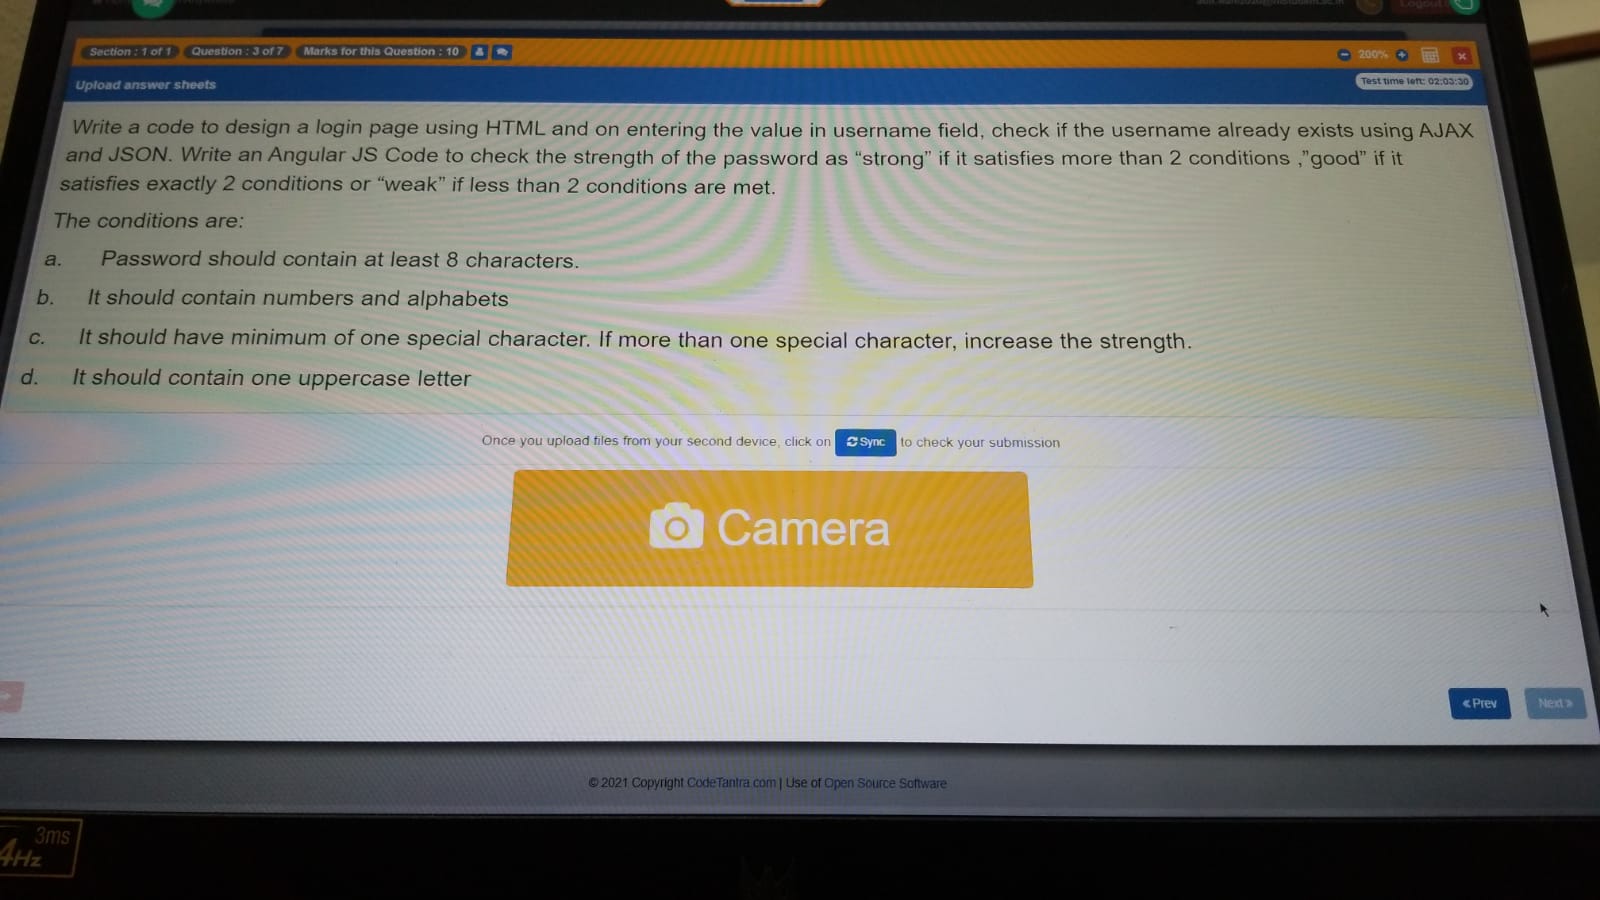 Logout
Section : 1 of 1 Question : 3 of 7 Marks for this Question : 10 200%
Upload answer sheets Test time left: 02:03:30
Write a code to design a login page using HTML and on entering the value in username field, check if the username already exists using AJAX
and JSON. Write an Angular JS Code to check the strength of the password as “strong” if it satisfies more than 2 conditions ,”good” if it
satisfies exactly 2 conditions or “weak” if less than 2 conditions are met.
The conditions are:
a. Password should contain at least 8 characters.
b. It should contain numbers and alphabets
c. It should have minimum of one special character. If more than one special character, increase the strength.
d. It should contain one uppercase letter
Once you upload files from your second device, click on Sync to check your submission
Camera
« Prev Next »
© 2021 Copyright CodeTantra.com | Use of Open Source Software
3ms
4Hz